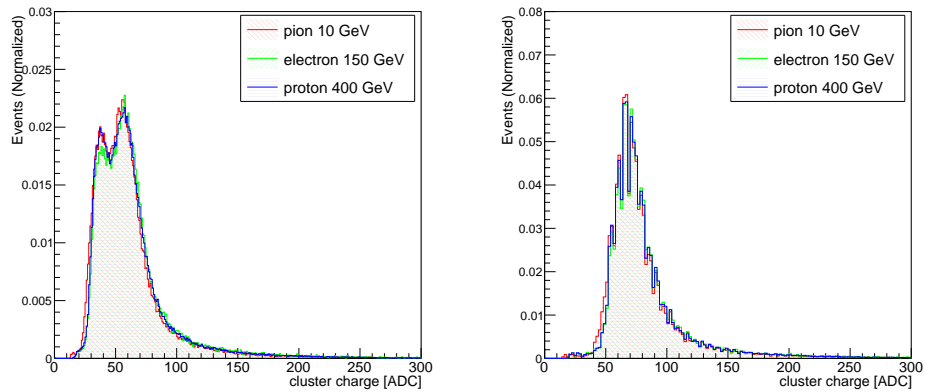 Events (Normalized)
0.03
0.025
0.02
0.015
0.01
0.005
0
0 50 100 150 200 250 300
cluster charge [ADC]
pion 10 GeV
electron 150 GeV
proton 400 GeV
Events (Normalized)
0.08
0.07
0.06
0.05
0.04
0.03
0.02
0.01
0
0 50 100 150 200 250 300
cluster charge [ADC]
pion 10 GeV
electron 150 GeV
proton 400 GeV